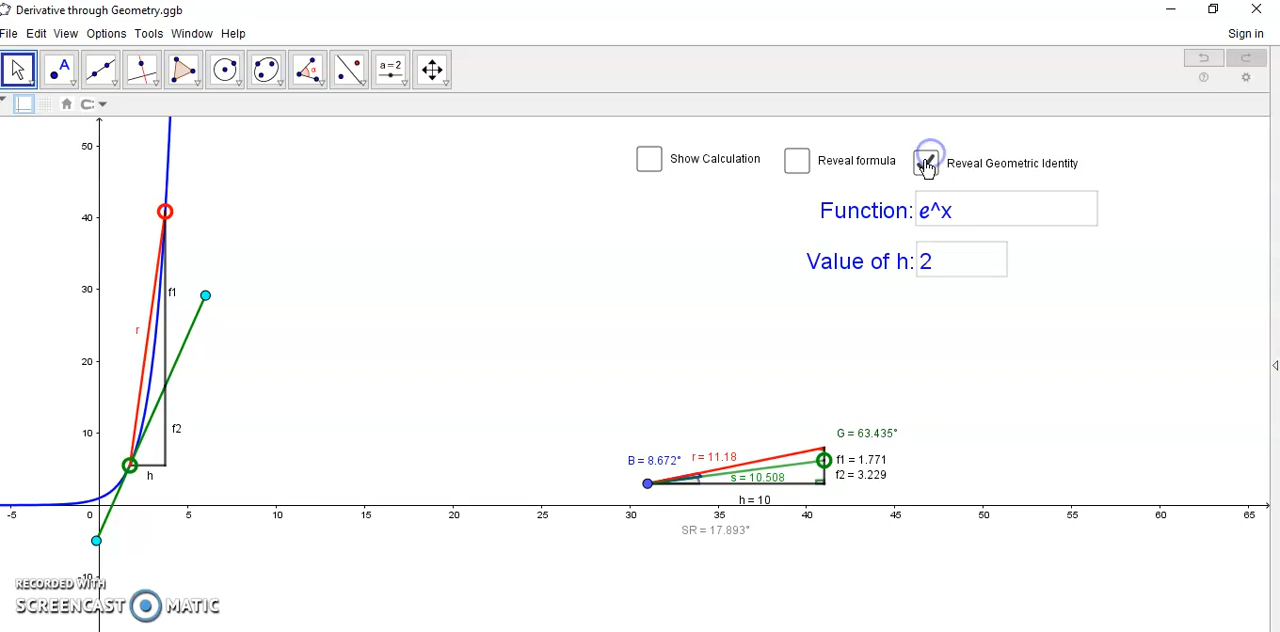 Derivative through Geometry.ggb
File Edit View Options Tools Window Help
Sign in
A
α
a=2
50
40
30
20
10
-10
-5
0
5
10
15
20
25
30
35
40
45
50
55
60
65
r
f1
f2
h
Show Calculation
Reveal formula
Reveal Geometric Identity
Function: e^x
Value of h: 2
G = 63.435°
B = 8.672°
r = 11.18
f1 = 1.771
s = 10.508
f2 = 3.229
h = 10
SR = 17.893°
RECORDED WITH
SCREENCAST MATIC